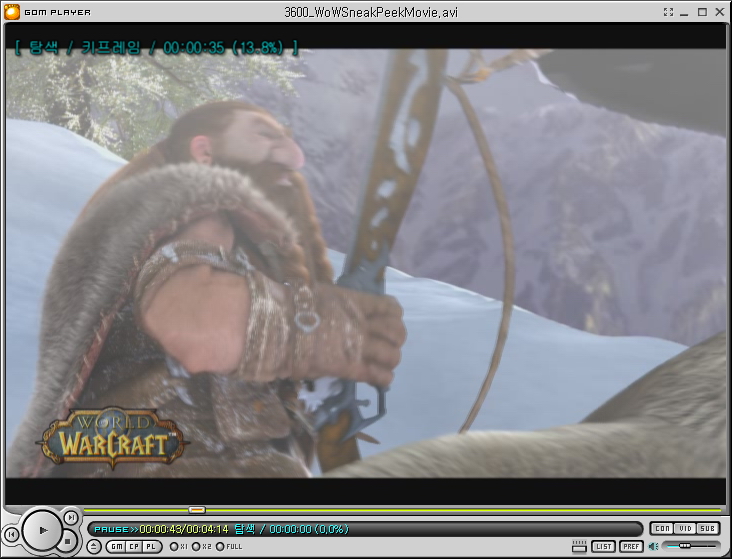 GOM PLAYER
3600_WoWSneakPeekMovie.avi
[ 탐색 / 키프레임 / 00:00:35 (13.8%) ]
WORLD
WARCRAFT™
PAUSE>>00:00:43/00:04:14 탐색 / 00:00:00 (0.0%)
CON VID SUB
GM CP PL X1 X2 FULL LIST PREF